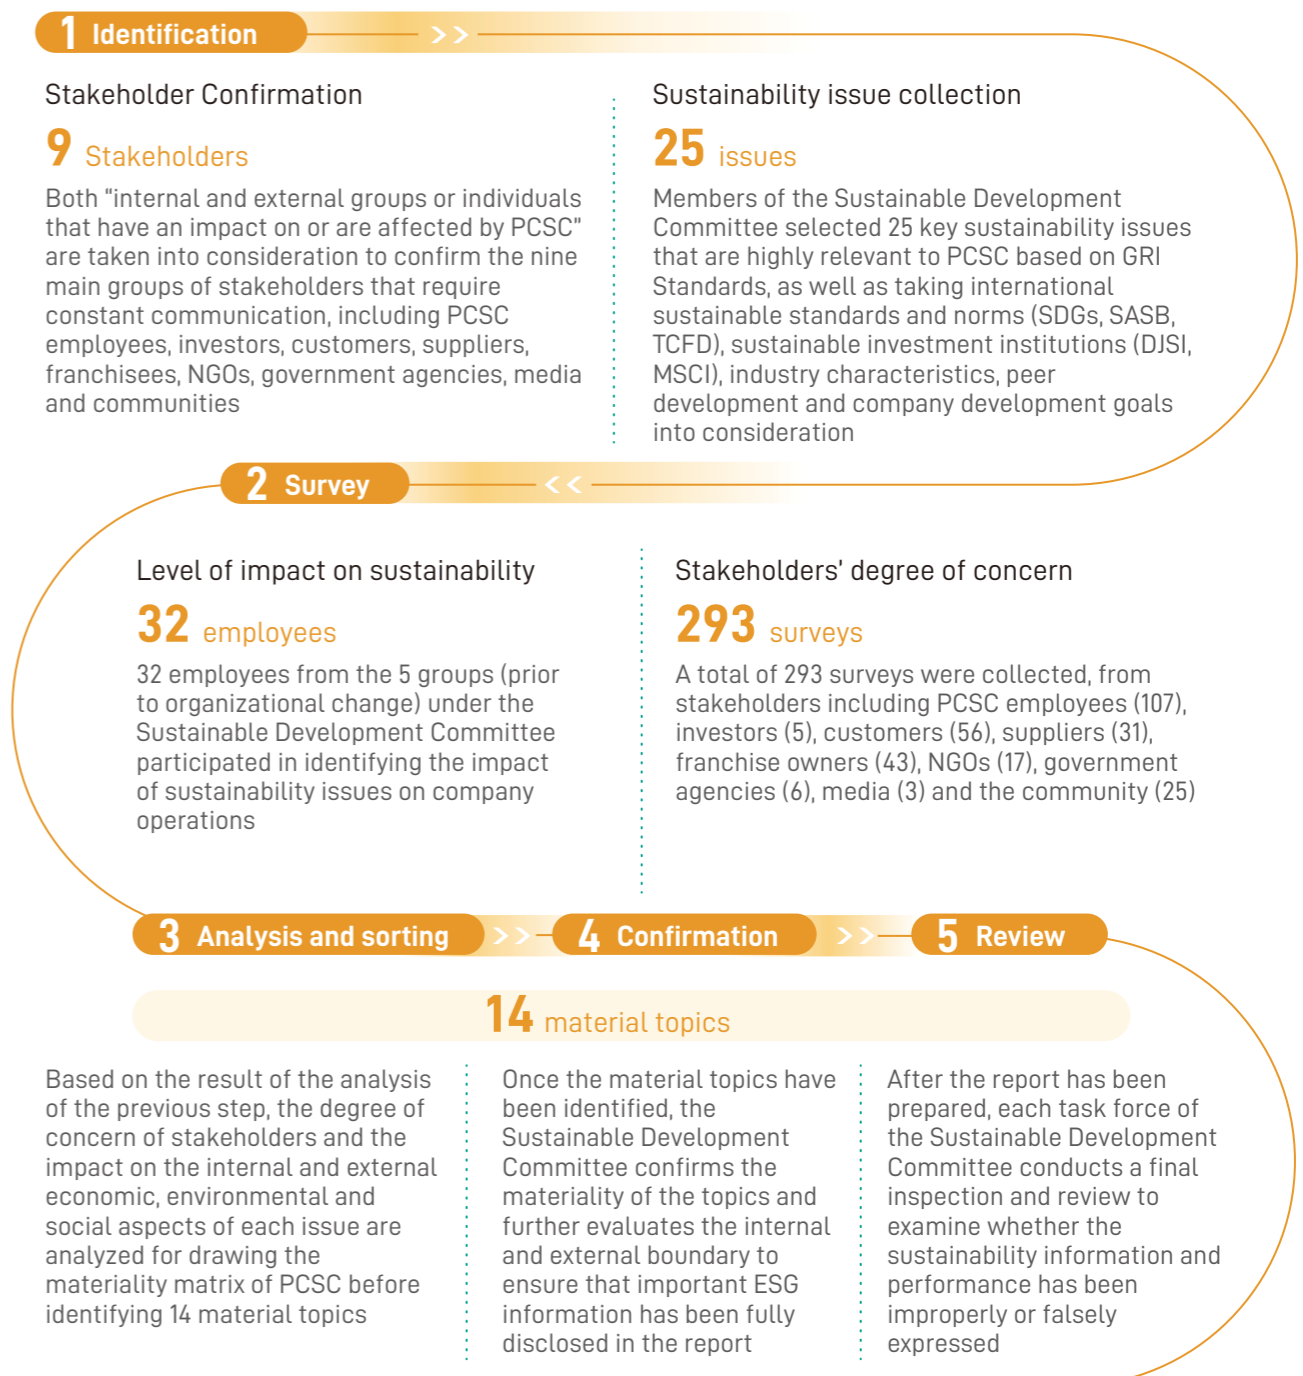 1 Identification
Stakeholder Confirmation
9 Stakeholders
Both "internal and external groups or individuals
that have an impact on or are affected by PCSC"
are taken into consideration to confirm the nine
main groups of stakeholders that require
constant communication, including PCSC
employees, investors, customers, suppliers,
franchisees, NGOs, government agencies, media
and communities
Sustainability issue collection
25 issues
Members of the Sustainable Development
Committee selected 25 key sustainability issues
that are highly relevant to PCSC based on GRI
Standards, as well as taking international
sustainable standards and norms (SDGs, SASB,
TCFD), sustainable investment institutions (DJSI,
MSCI), industry characteristics, peer
development and company development goals
into consideration
2 Survey
Level of impact on sustainability
32 employees
32 employees from the 5 groups (prior
to organizational change) under the
Sustainable Development Committee
participated in identifying the impact
of sustainability issues on company
operations
Stakeholders' degree of concern
293 surveys
A total of 293 surveys were collected, from
stakeholders including PCSC employees (107),
investors (5), customers (56), suppliers (31),
franchise owners (43), NGOs (17), government
agencies (6), media (3) and the community (25)
3 Analysis and sorting
4 Confirmation
5 Review
14 material topics
Based on the result of the analysis
of the previous step, the degree of
concern of stakeholders and the
impact on the internal and external
economic, environmental and
social aspects of each issue are
analyzed for drawing the
materiality matrix of PCSC before
identifying 14 material topics
Once the material topics have
been identified, the
Sustainable Development
Committee confirms the
materiality of the topics and
further evaluates the internal
and external boundary to
ensure that important ESG
information has been fully
disclosed in the report
After the report has been
prepared, each task force of
the Sustainable Development
Committee conducts a final
inspection and review to
examine whether the
sustainability information and
performance has been
improperly or falsely
expressed